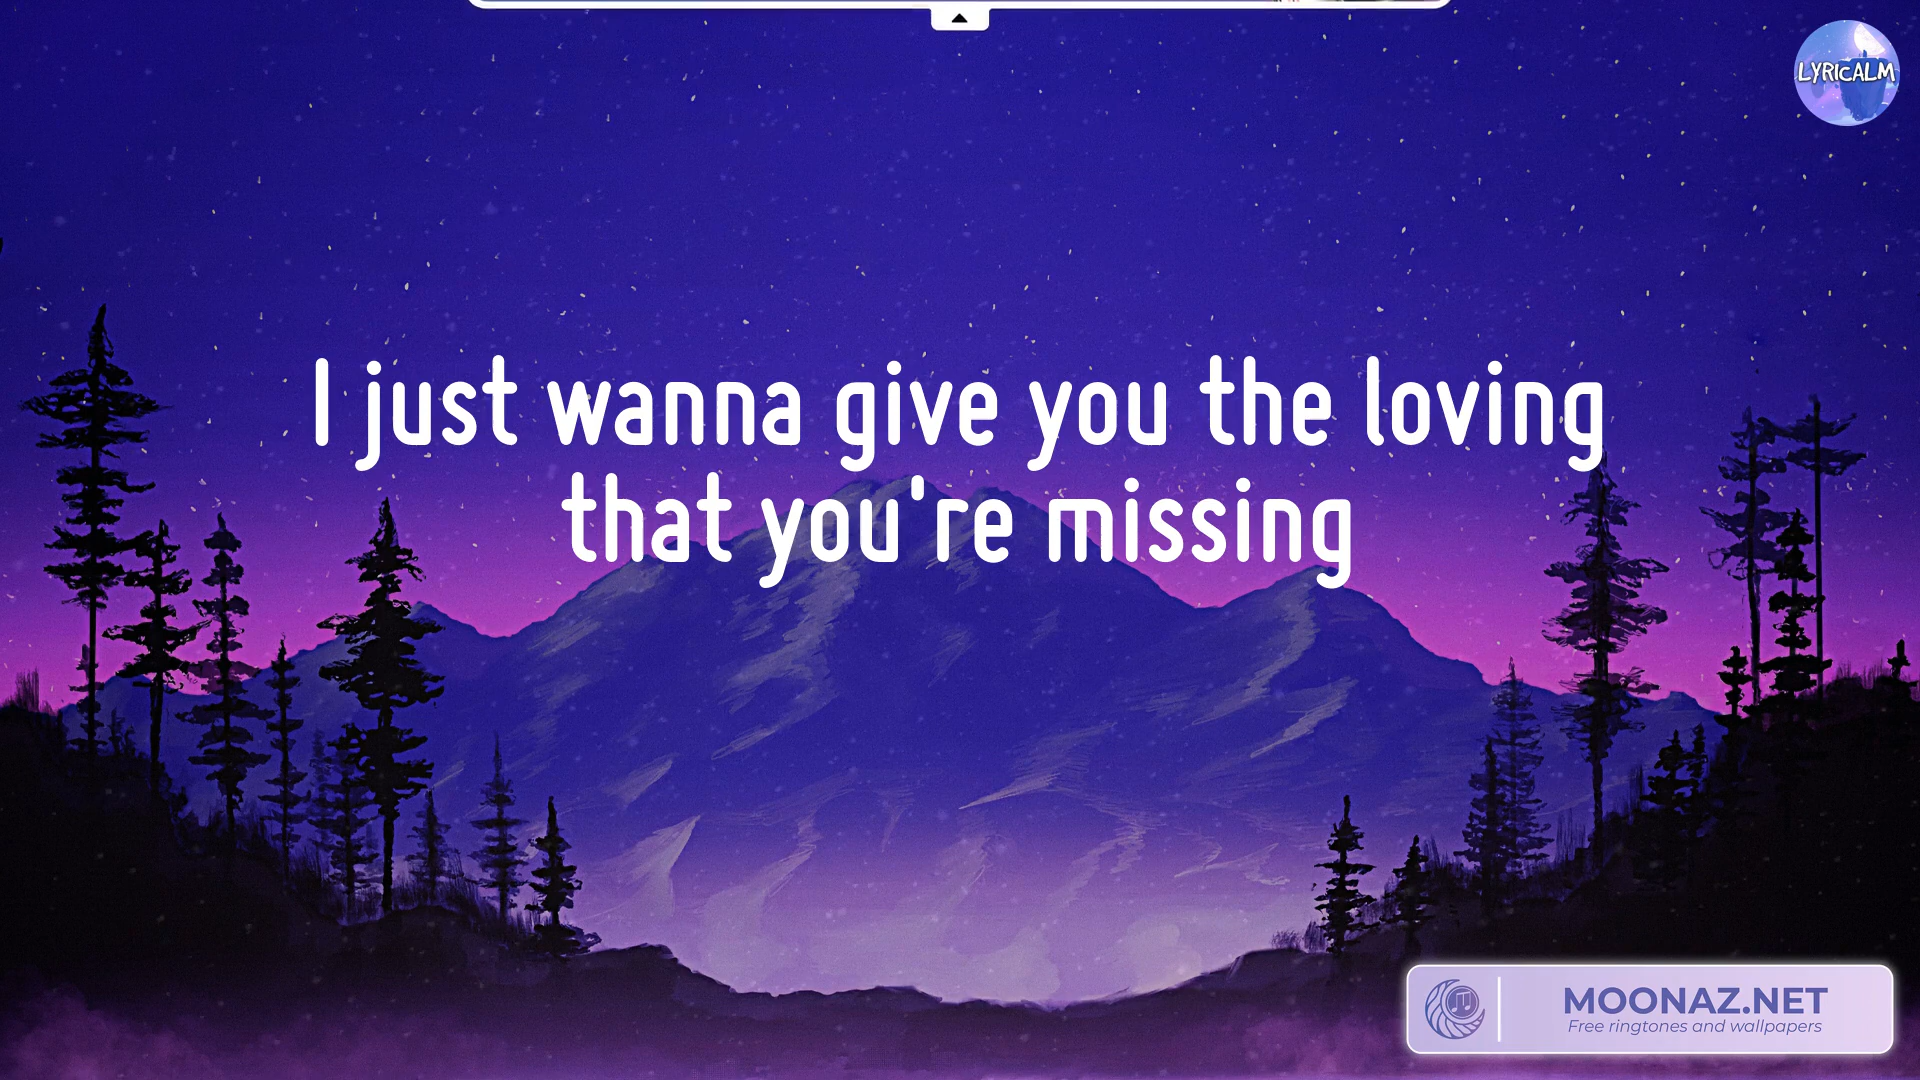 LYRICALM
I just wanna give you the loving
that you're missing
MOONAZ.NET
Free ringtones and wallpapers